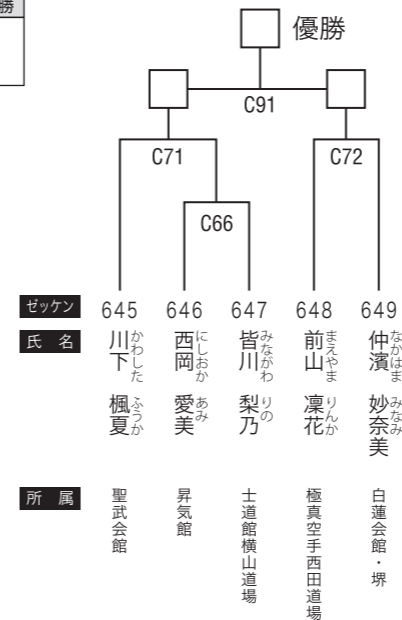 勝
優勝
C91
C71
C72
C66
ゼッケン 645 646 647 648 649
氏 名
川下 楓夏
かわした ふうか
西岡 愛美
にしおか あみ
皆川 梨乃
みながわ りの
前山 凜花
まえやま りんか
仲濱 妙奈美
なかはま みなみ
所 属
聖武会館
昇気館
士道館横山道場
極真空手西田道場
白蓮会館・堺